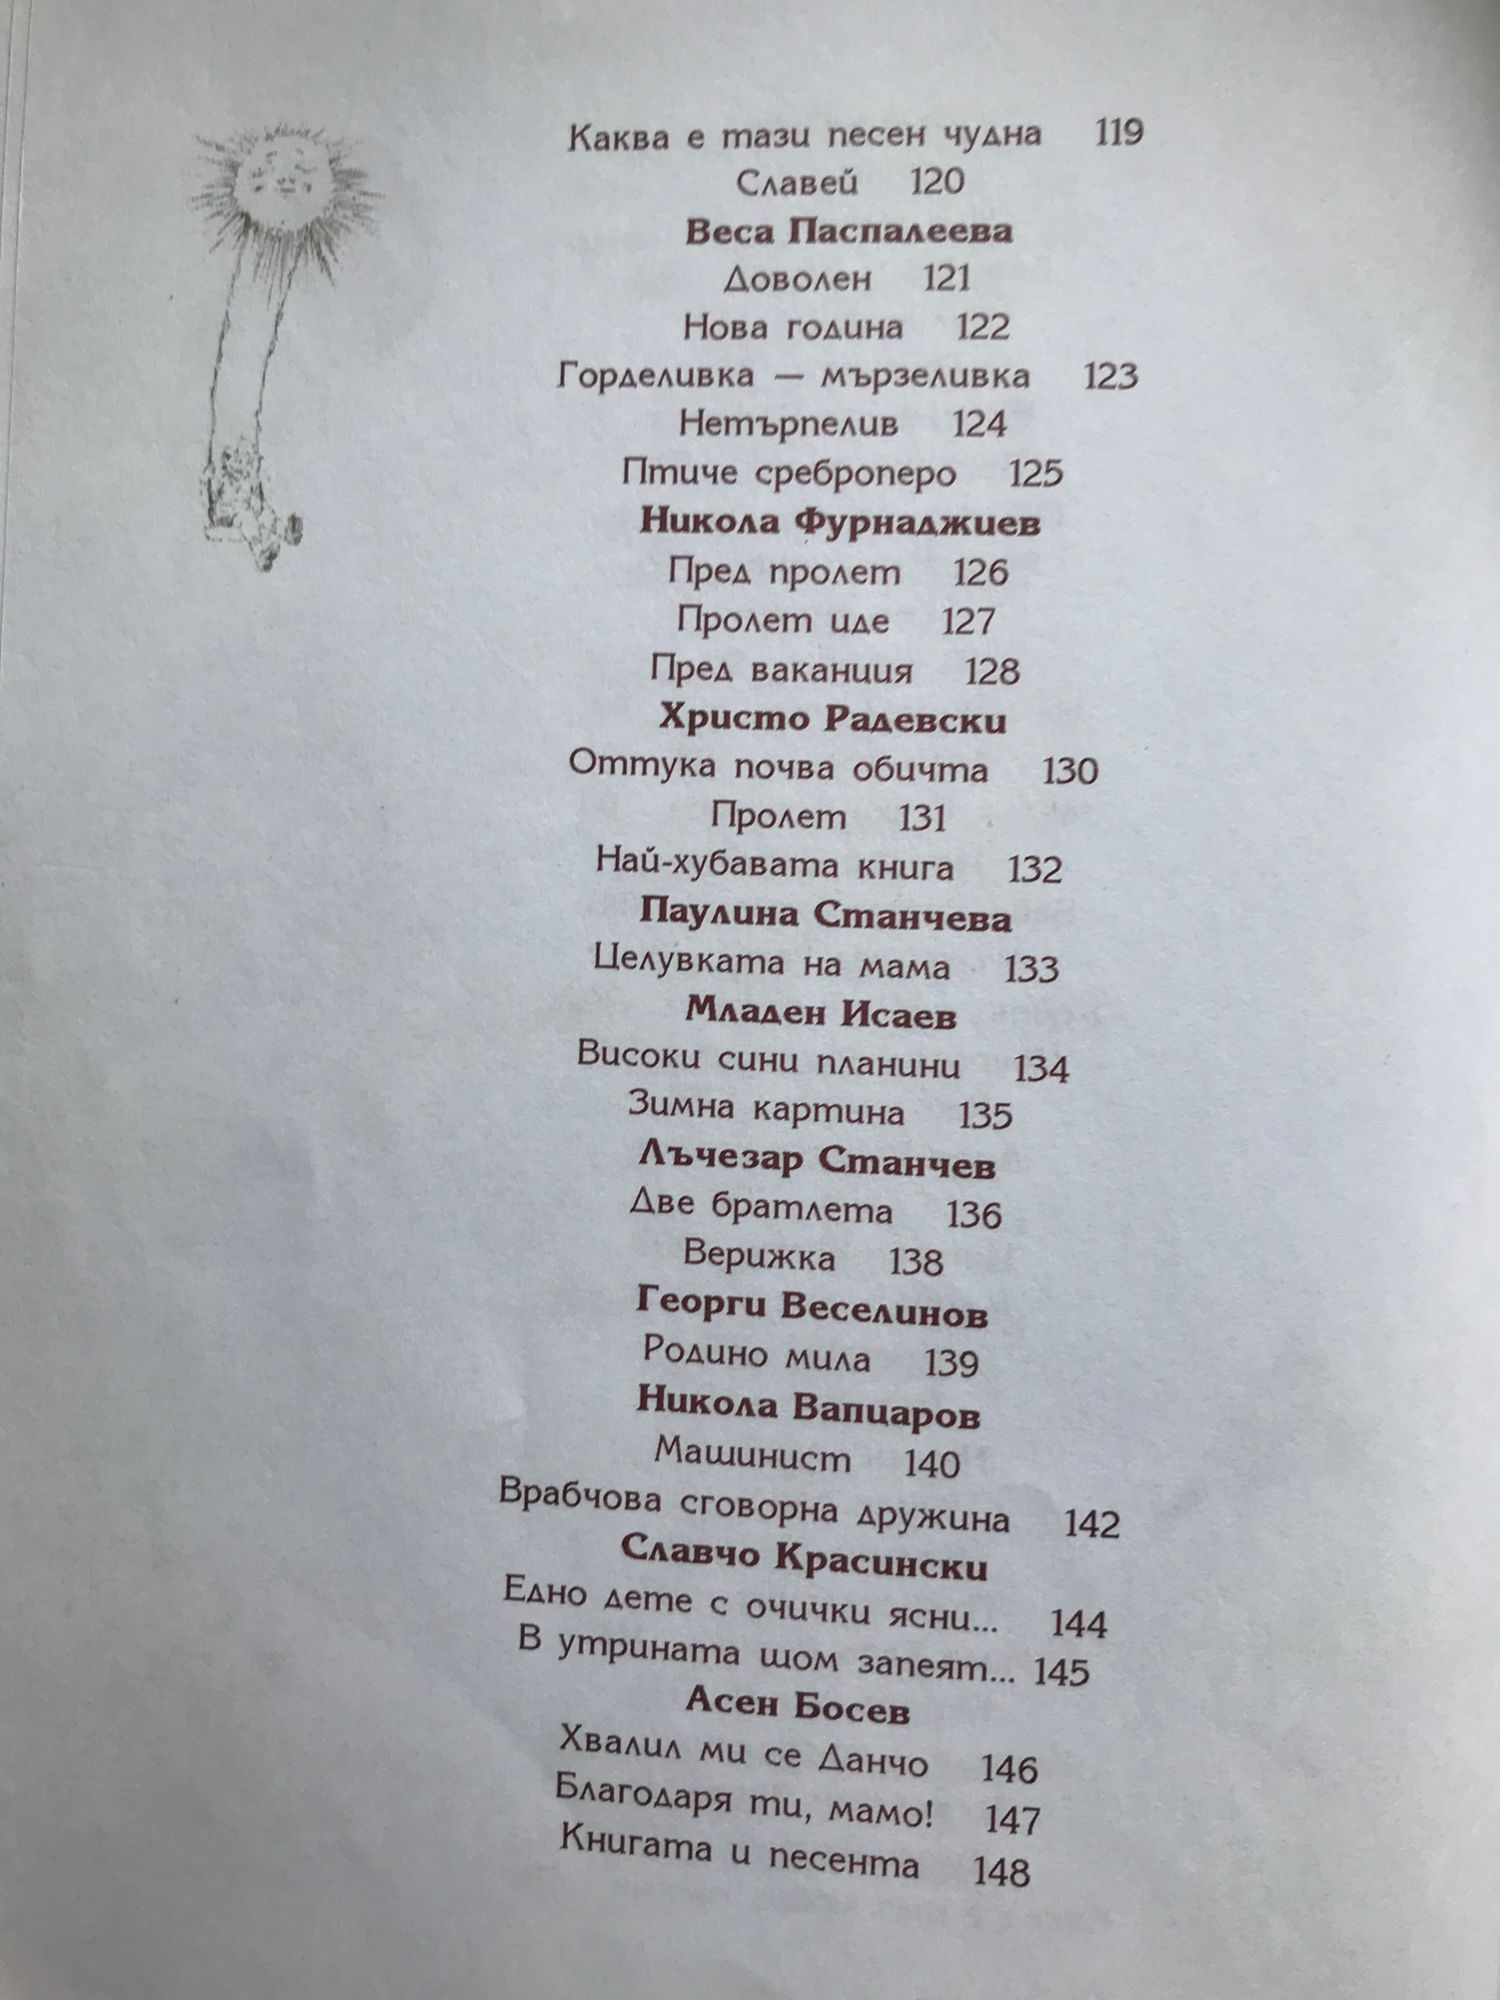 Каква е тази песен чудна 119
Славей 120
Веса Паспалеева
Доволен 121
Нова година 122
Горделивка — мързеливка 123
Нетърпелив 124
Птиче среброперо 125
Никола Фурнаджиев
Пред пролет 126
Пролет иде 127
Пред ваканция 128
Христо Радевски
Оттука почва обичта 130
Пролет 131
Най-хубавата книга 132
Паулина Станчева
Целувката на мама 133
Младен Исаев
Високи сини планини 134
Зимна картина 135
Лъчезар Станчев
Две братлета 136
Верижка 138
Георги Веселинов
Родино мила 139
Никола Вапцаров
Машинист 140
Врабчова сговорна дружина 142
Славчо Красински
Едно дете с очички ясни... 144
В утрината щом запеят... 145
Асен Босев
Хвалил ми се Данчо 146
Благодаря ти, мамо! 147
Книгата и песента 148